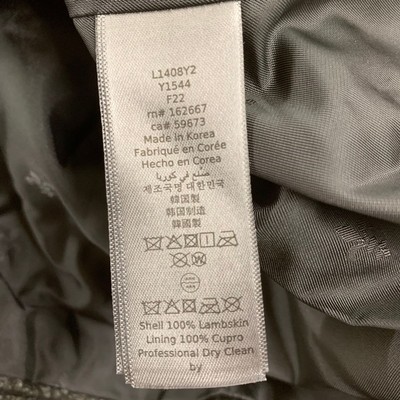 L1408Y2
Y1544
F22
rn# 162667
ca# 59673
Made in Korea
Fabriqué en Corée
Hecho en Corea
صنع في كوريا
제조국명 대한민국
韓国製
韩国制造
韓國製
Shell 100% Lambskin
Lining 100% Cupro
Professional Dry Clean
by